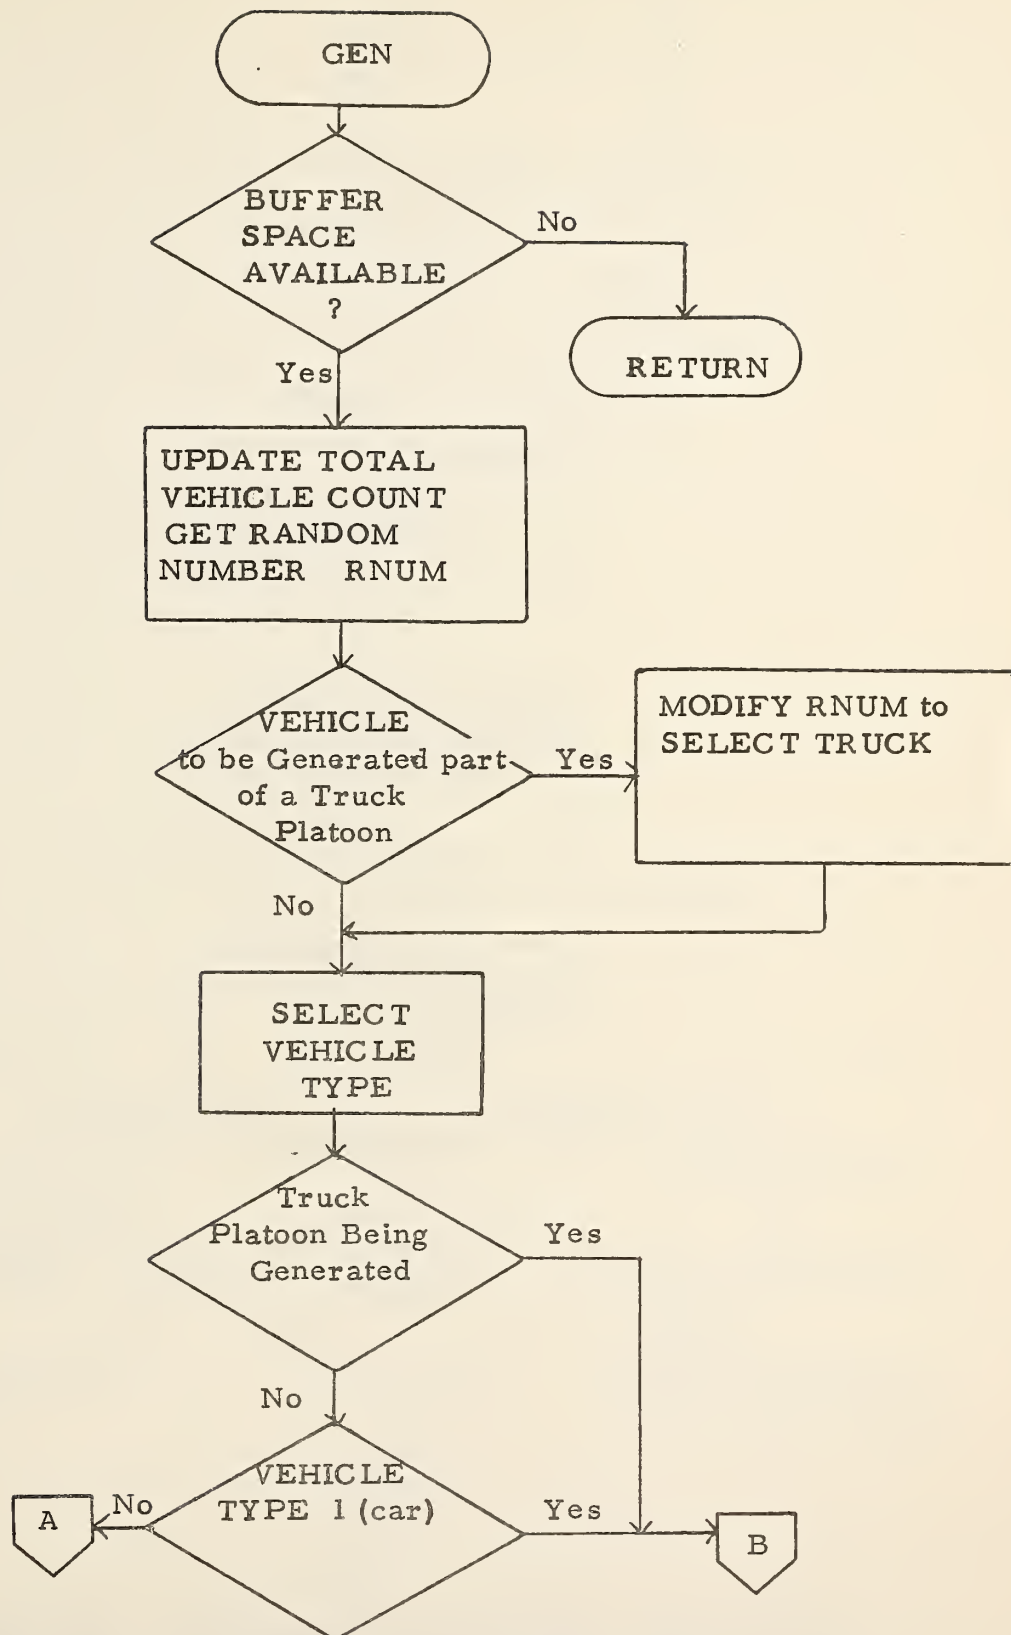 GEN
BUFFER
SPACE
AVAILABLE
?
No
RETURN
Yes
UPDATE TOTAL
VEHICLE COUNT
GET RANDOM
NUMBER RNUM
VEHICLE
to be Generated part
of a Truck
Platoon
Yes
MODIFY RNUM to
SELECT TRUCK
No
SELECT
VEHICLE
TYPE
Truck
Platoon Being
Generated
Yes
No
VEHICLE
TYPE 1 (car)
No
A
Yes
B